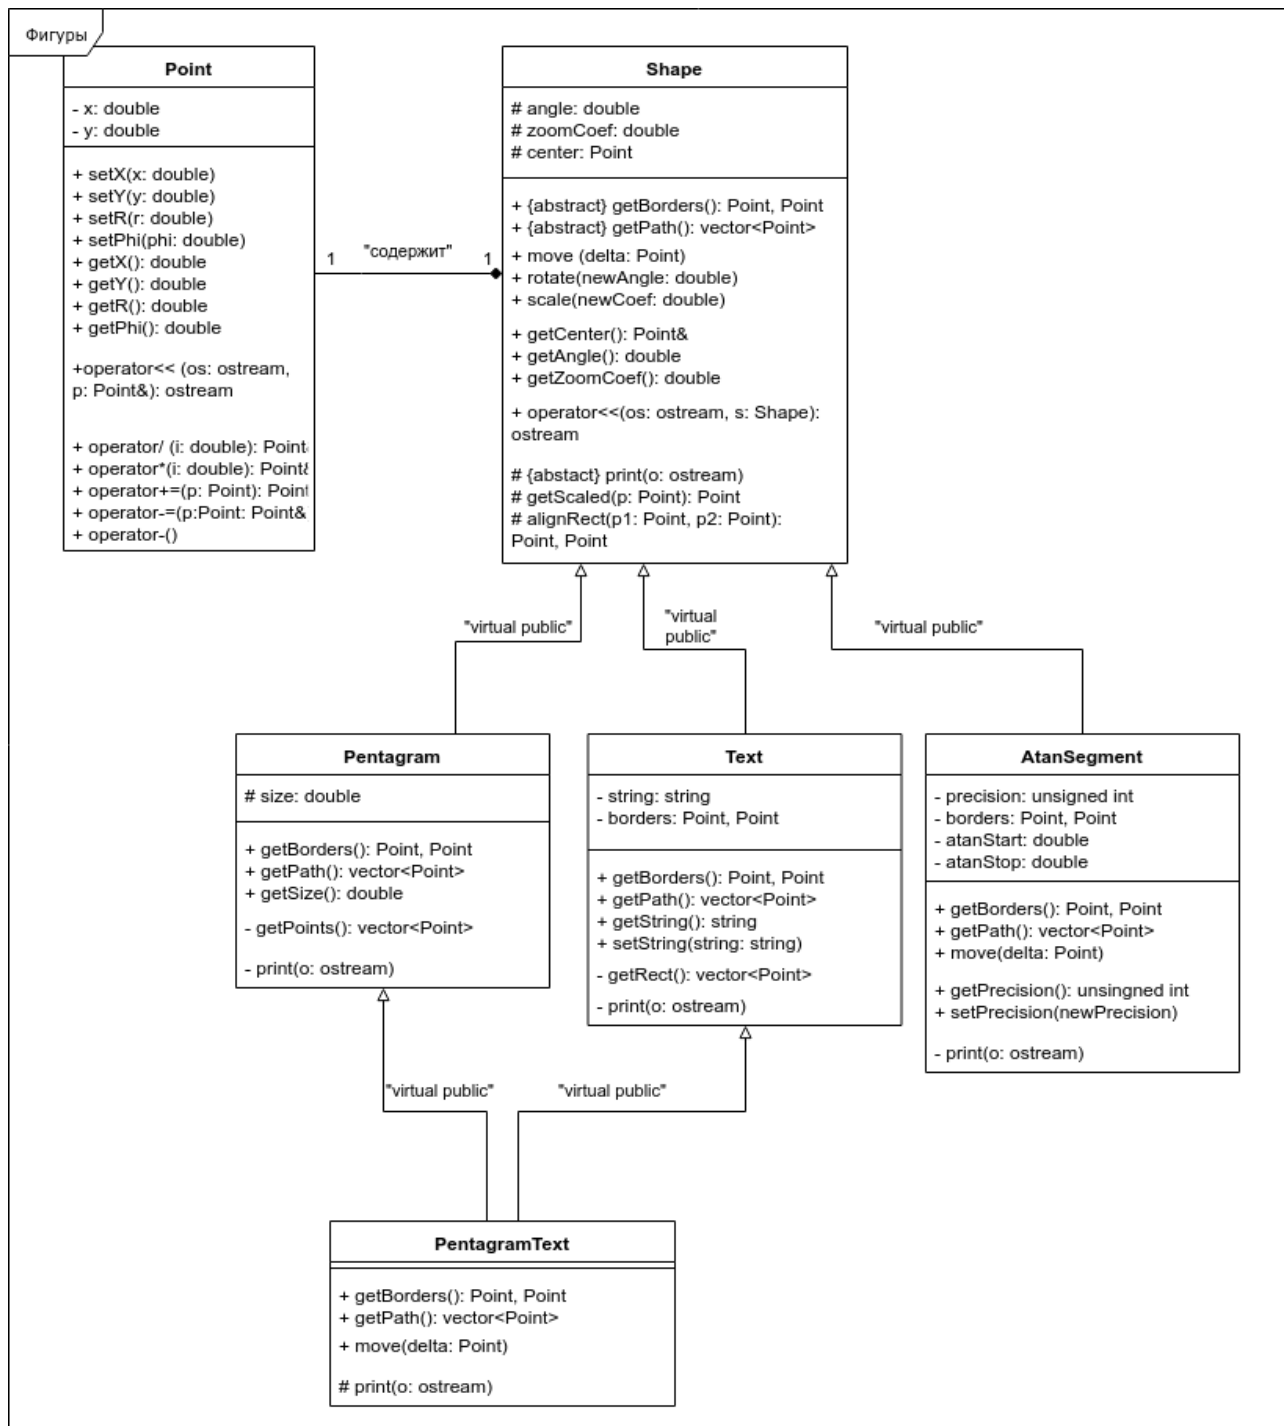 Фигуры
Point
- x: double
- y: double
+ setX(x: double)
+ setY(y: double)
+ setR(r: double)
+ setPhi(phi: double)
+ getX(): double
+ getY(): double
+ getR(): double
+ getPhi(): double
+operator<< (os: ostream,
p: Point&): ostream
+ operator/ (i: double): Point
+ operator*(i: double): Point&
+ operator+=(p: Point): Point
+ operator-=(p:Point: Point&
+ operator-()
1 "содержит" 1
Shape
# angle: double
# zoomCoef: double
# center: Point
+ {abstract} getBorders(): Point, Point
+ {abstract} getPath(): vector<Point>
+ move (delta: Point)
+ rotate(newAngle: double)
+ scale(newCoef: double)
+ getCenter(): Point&
+ getAngle(): double
+ getZoomCoef(): double
+ operator<<(os: ostream, s: Shape):
ostream
# {abstact} print(o: ostream)
# getScaled(p: Point): Point
# alignRect(p1: Point, p2: Point):
Point, Point
"virtual public"
"virtual
public"
"virtual public"
Pentagram
# size: double
+ getBorders(): Point, Point
+ getPath(): vector<Point>
+ getSize(): double
- getPoints(): vector<Point>
- print(o: ostream)
Text
- string: string
- borders: Point, Point
+ getBorders(): Point, Point
+ getPath(): vector<Point>
+ getString(): string
+ setString(string: string)
- getRect(): vector<Point>
- print(o: ostream)
AtanSegment
- precision: unsigned int
- borders: Point, Point
- atanStart: double
- atanStop: double
+ getBorders(): Point, Point
+ getPath(): vector<Point>
+ move(delta: Point)
+ getPrecision(): unsingned int
+ setPrecision(newPrecision)
- print(o: ostream)
"virtual public"
"virtual public"
PentagramText
+ getBorders(): Point, Point
+ getPath(): vector<Point>
+ move(delta: Point)
# print(o: ostream)